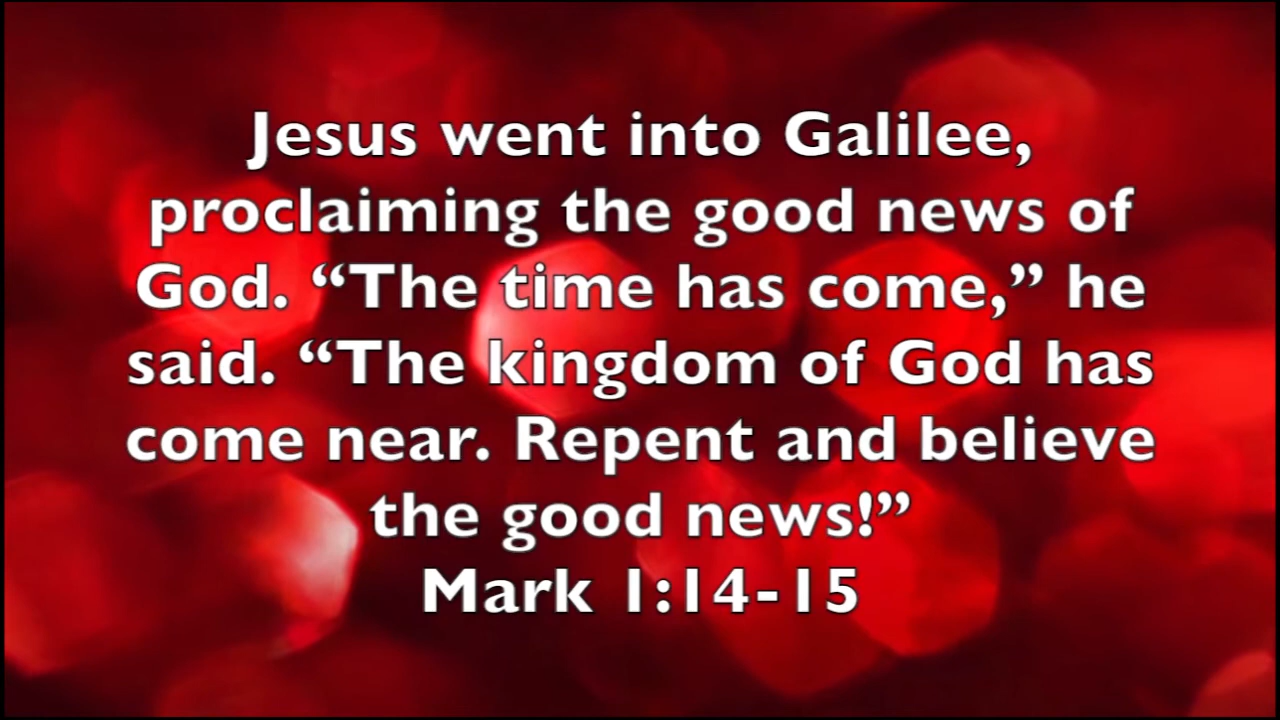 Jesus went into Galilee,
proclaiming the good news of
God. “The time has come,” he
said. “The kingdom of God has
come near. Repent and believe
the good news!”
Mark 1:14-15